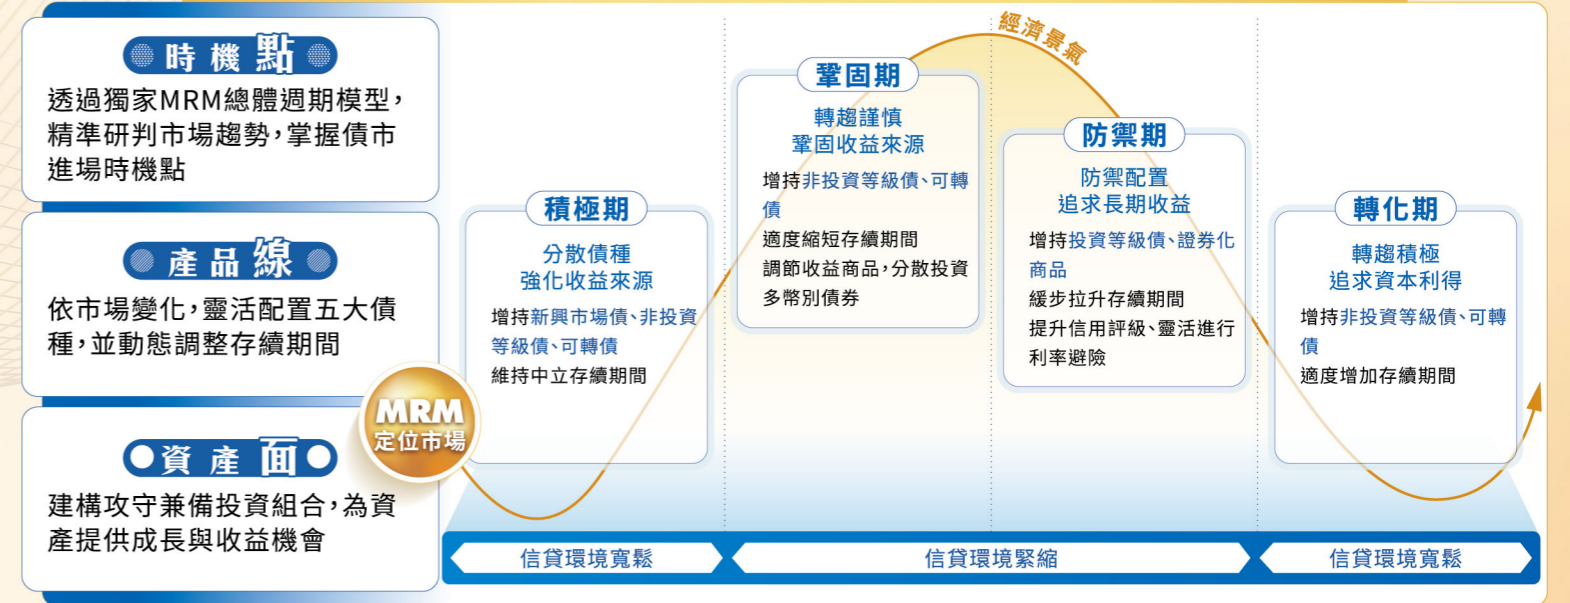 時機點
透過獨家MRM總體週期模型,
精準研判市場趨勢,掌握債市
進場時機點
產品線
依市場變化,靈活配置五大債
種,並動態調整存續期間
資產面
建構攻守兼備投資組合,為資
產提供成長與收益機會
MRM
定位市場
經濟景氣
積極期
分散債種
強化收益來源
增持新興市場債、非投資
等級債、可轉債
維持中立存續期間
鞏固期
轉趨謹慎
鞏固收益來源
增持非投資等級債、可轉
債
適度縮短存續期間
調節收益商品,分散投資
多幣別債券
防禦期
防禦配置
追求長期收益
增持投資等級債、證券化
商品
緩步拉升存續期間
提升信用評級、靈活進行
利率避險
轉化期
轉趨積極
追求資本利得
增持非投資等級債、可轉
債
適度增加存續期間
信貸環境寬鬆
信貸環境緊縮
信貸環境寬鬆